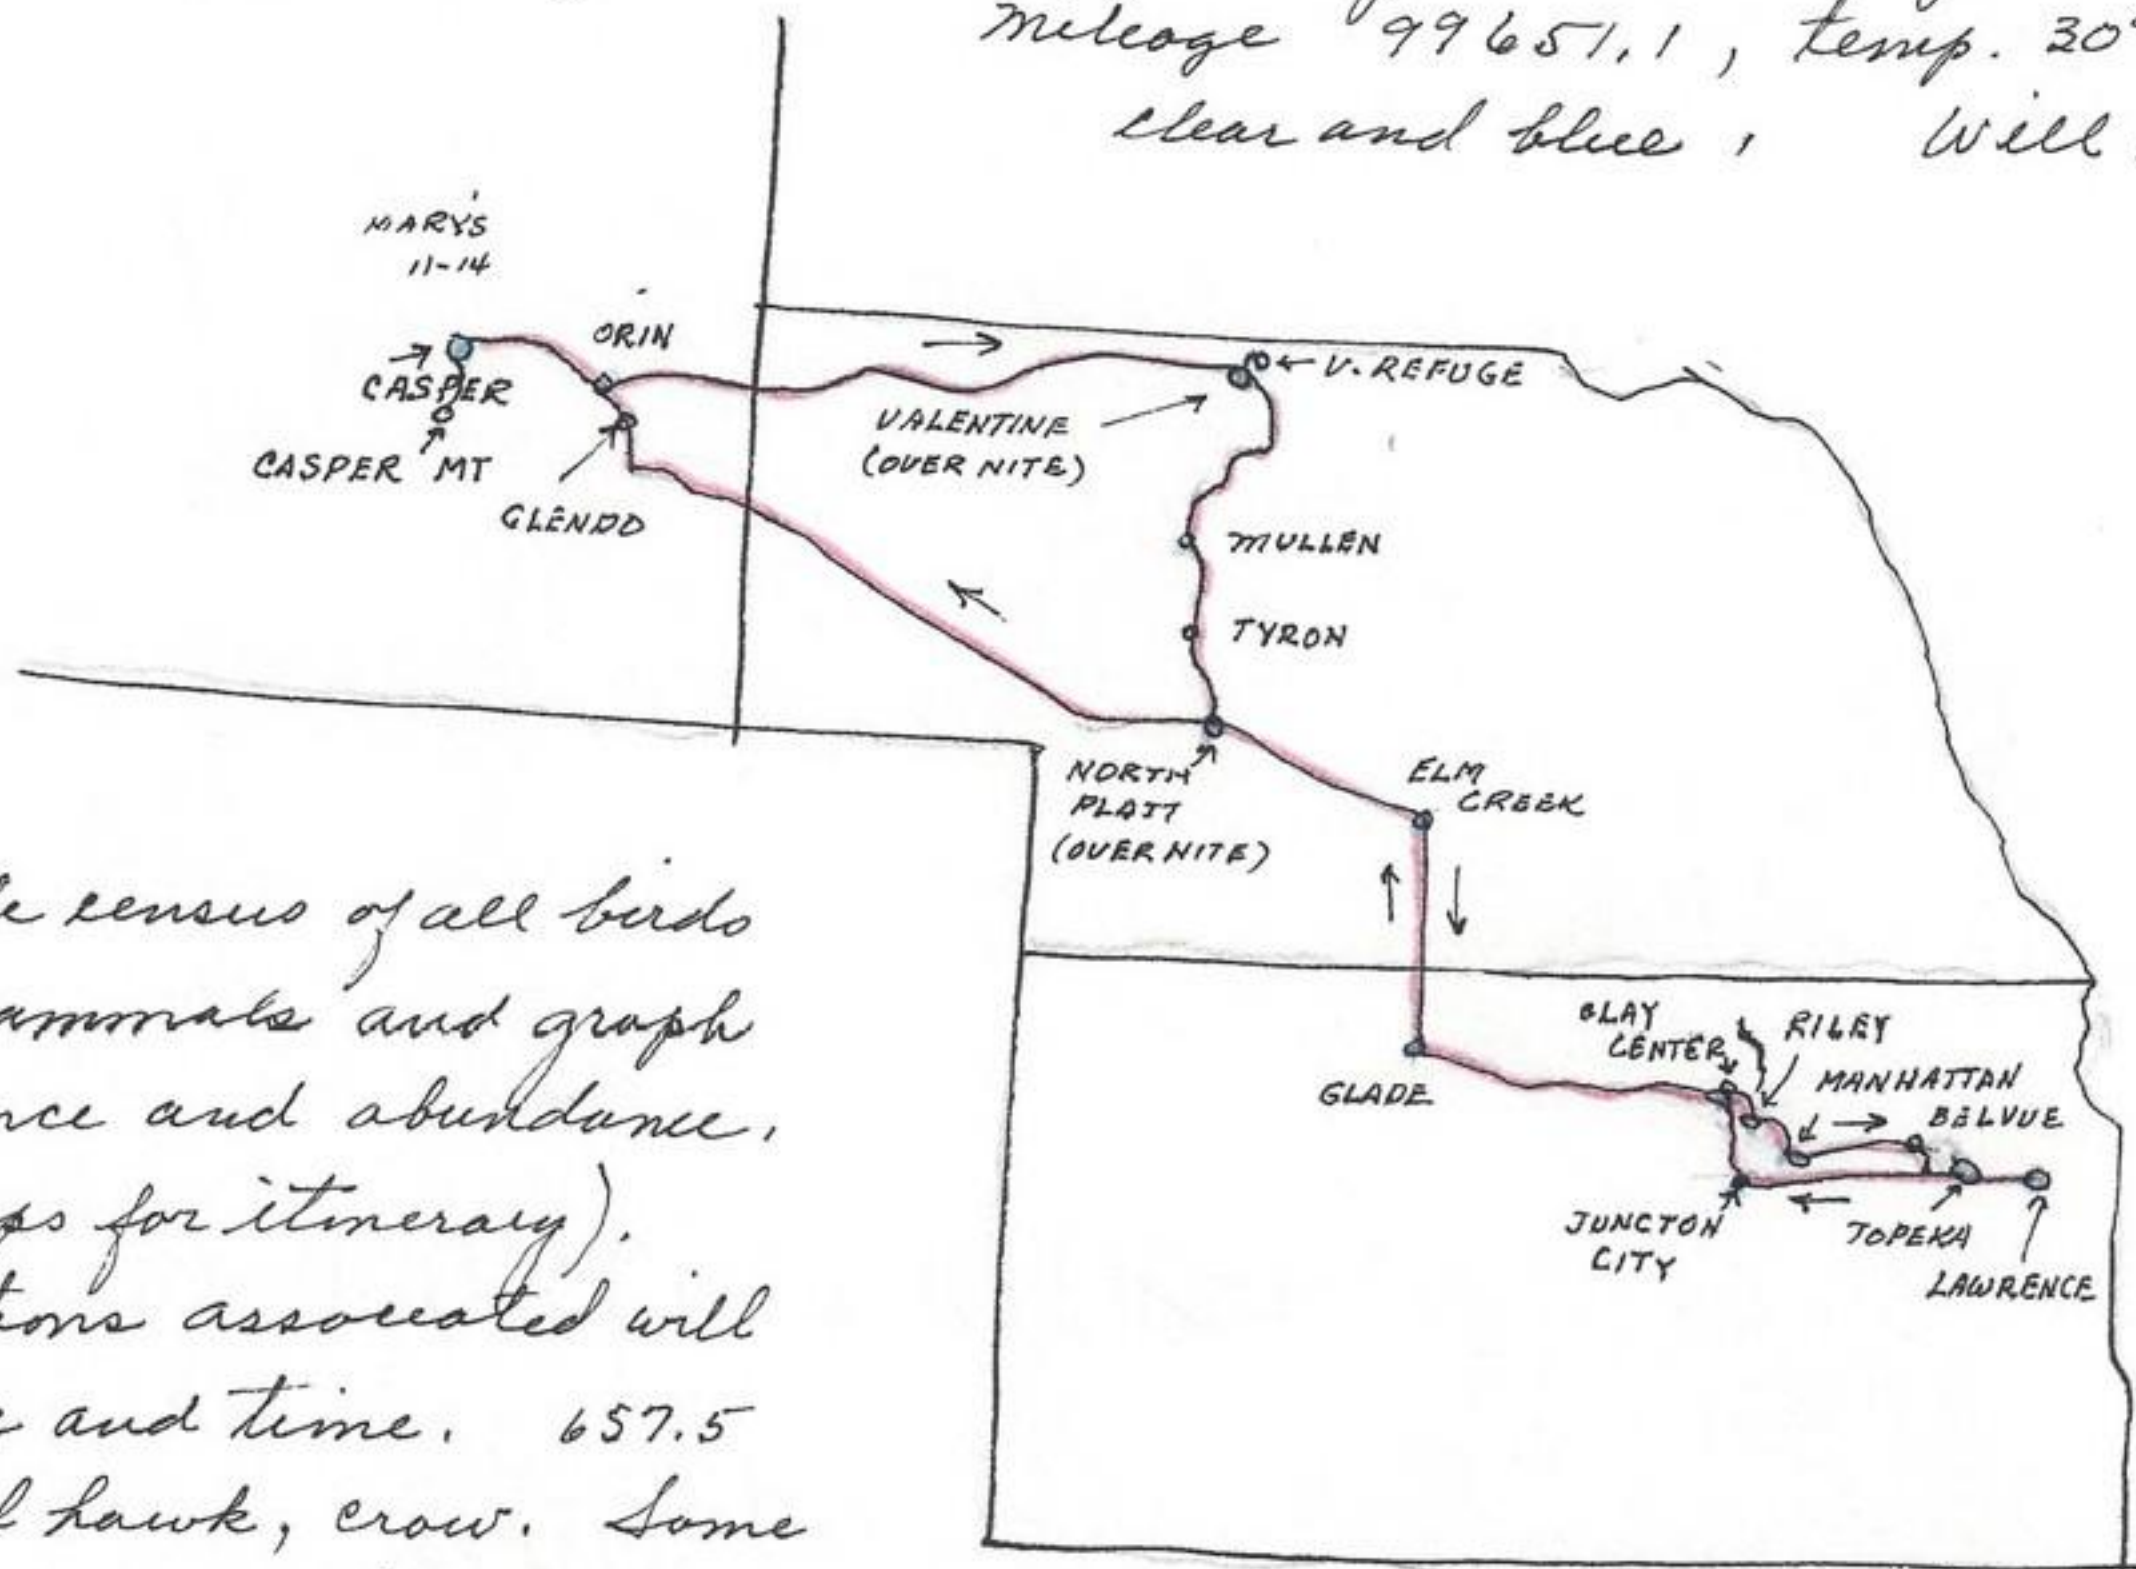 mileage 99651.1, temp. 30°
clear and blue, Will
MARY'S
11-14
ORIN
CASPER
CASPER MT
GLENDO
V. REFUGE
VALENTINE
(OVER NITE)
MULLEN
TYRON
NORTH
PLATT
(OVER NITE)
ELM
CREEK
GLADE
CLAY
CENTER
RILEY
MANHATTAN
BELVUE
JUNCTON
CITY
TOPEKA
LAWRENCE
census of all birds
and graph
and abundance,
for itinerary).
associated will
and time. 657.5
hawk, crow. Some